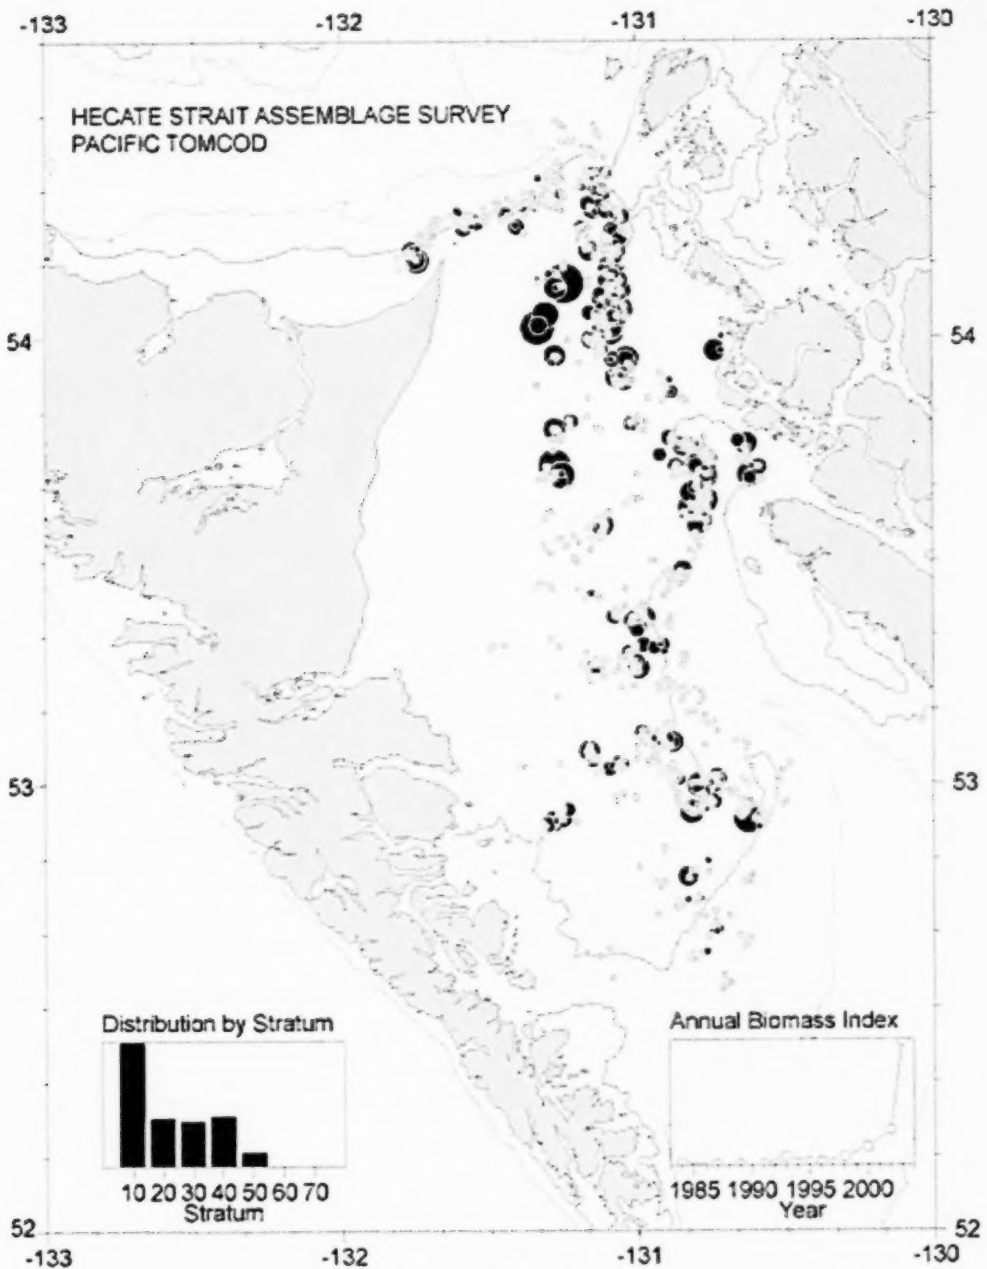 -133 -132 -131 -130
HECATE STRAIT ASSEMBLAGE SURVEY
PACIFIC TOMCOD
54 54
53 53
Distribution by Stratum
10 20 30 40 50 60 70
Stratum
Annual Biomass Index
1985 1990 1995 2000
Year
52 52
-133 -132 -131 -130